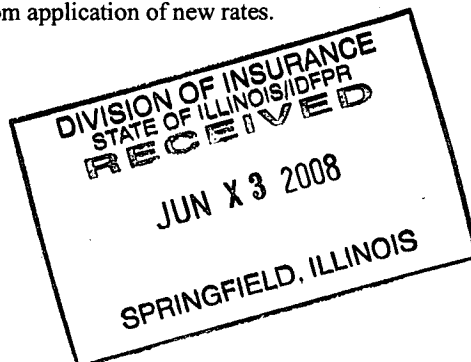 om application of new rates.
DIVISION OF INSURANCE
STATE OF ILLINOIS/IDFPR
RECEIVED
JUN X 3 2008
SPRINGFIELD, ILLINOIS